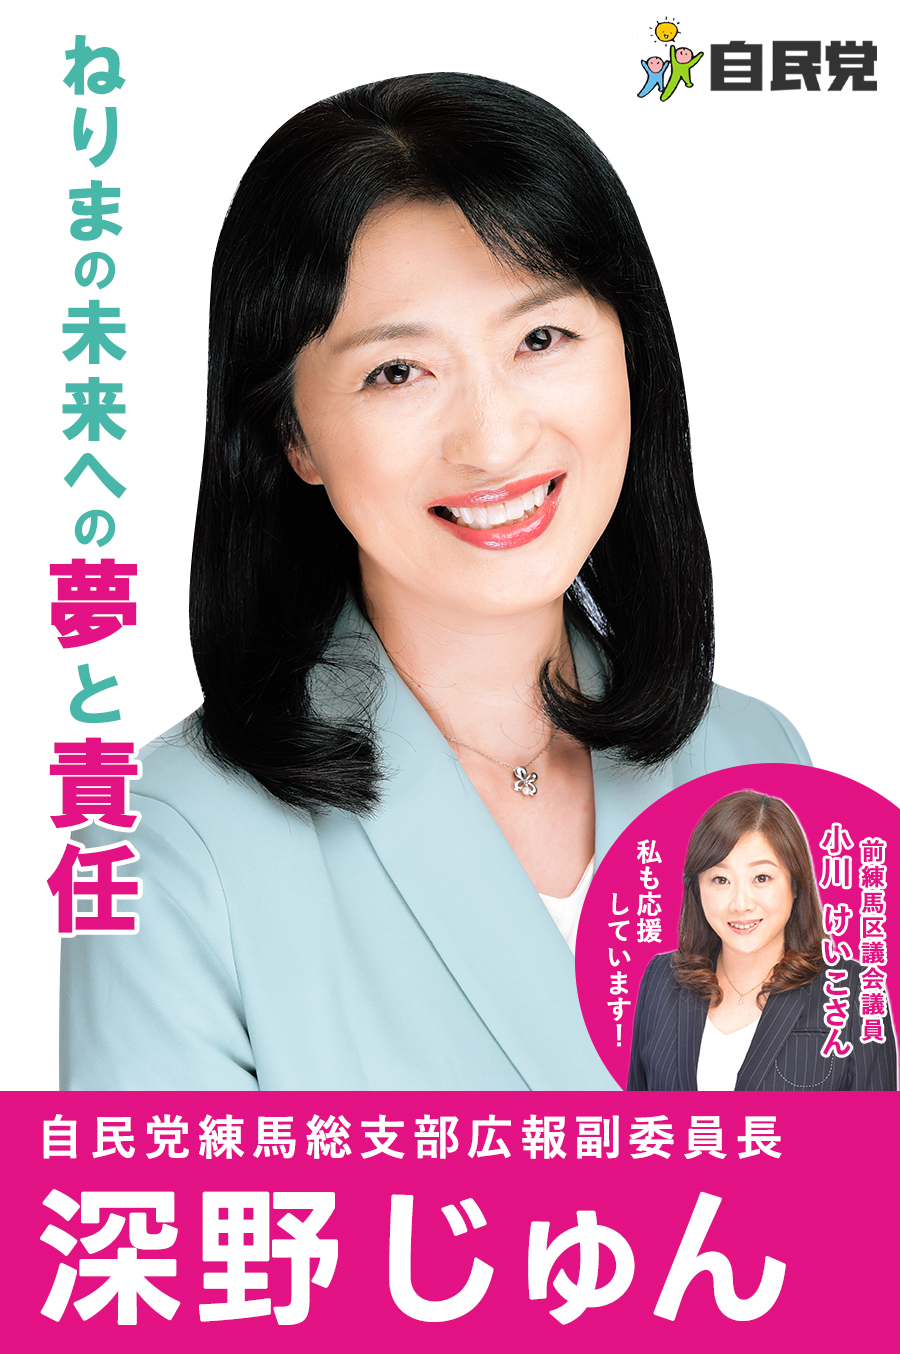 自民党
ねりまの未来への夢と責任
前練馬区議会議員
小川 けいこさん
私も応援
しています!
自民党練馬総支部広報副委員長
深野じゅん